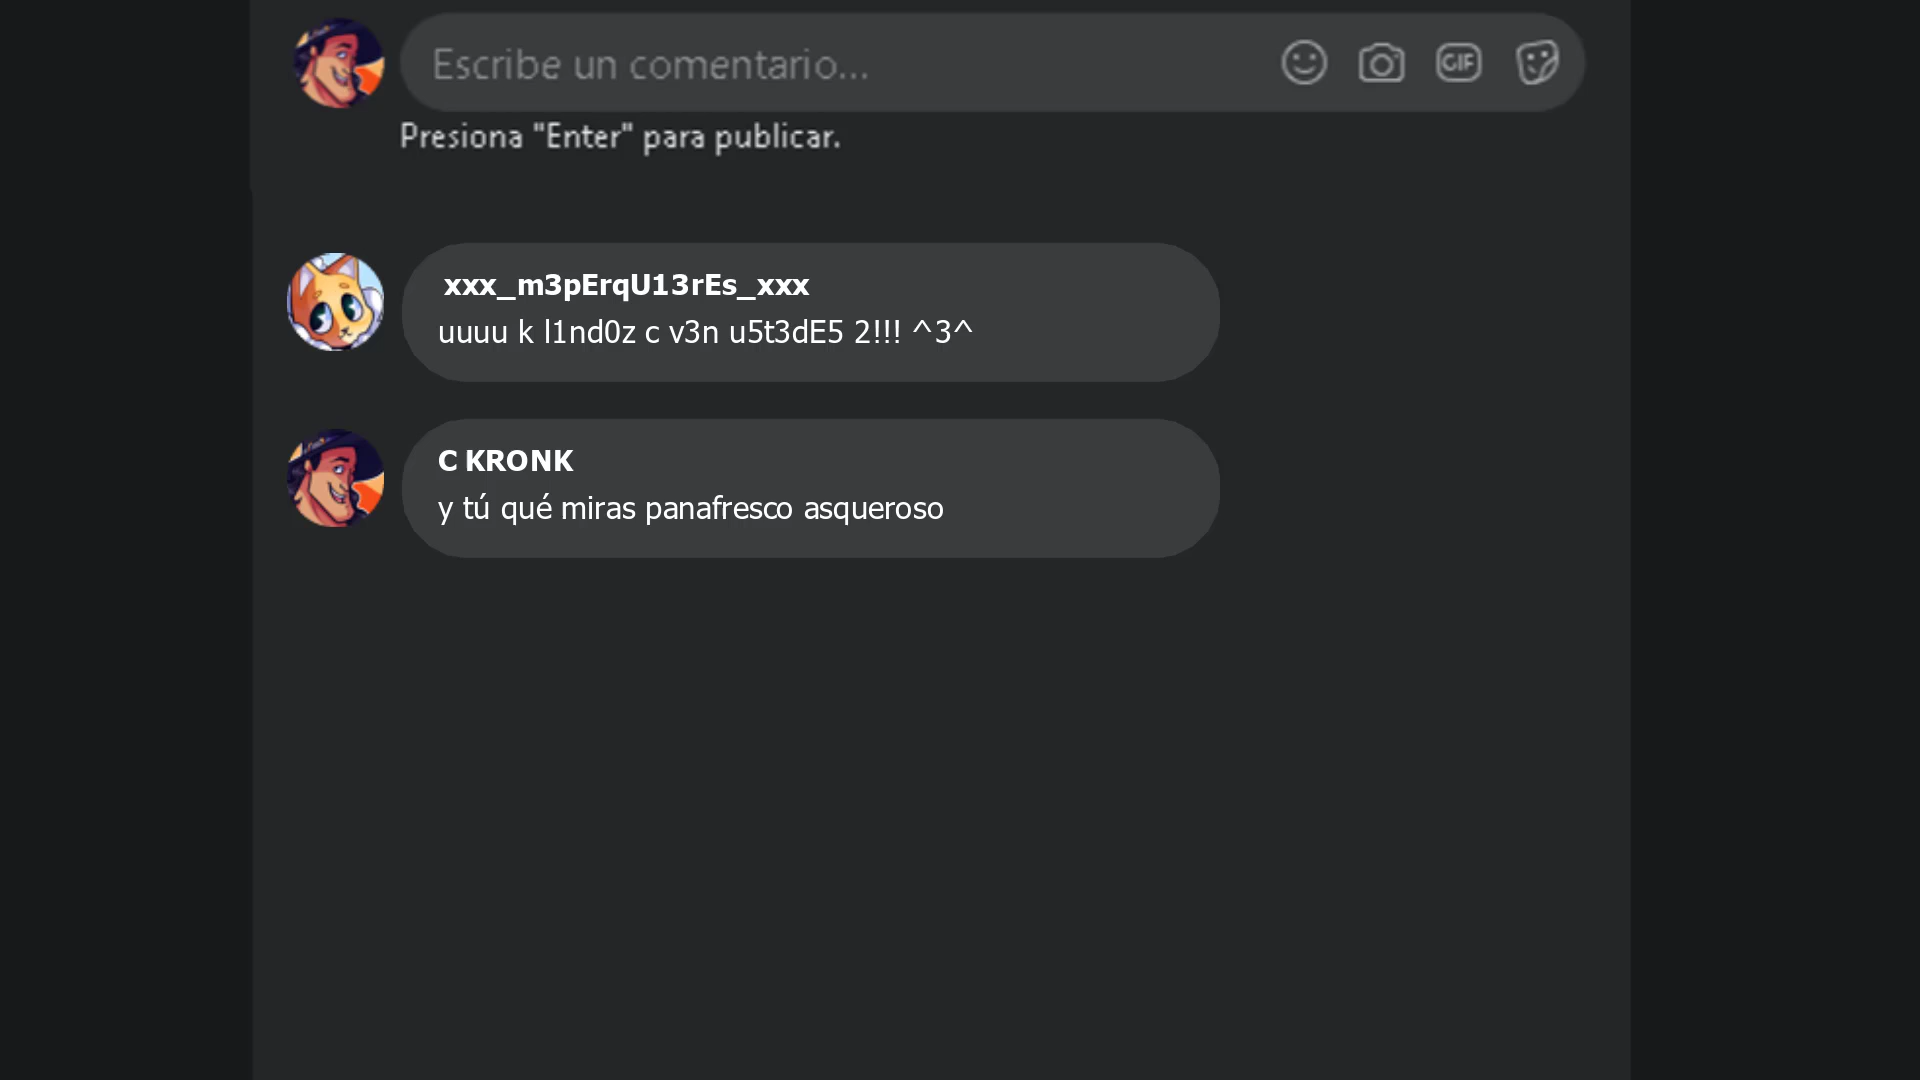 Escribe un comentario...
GIF
Presiona "Enter" para publicar.
xxx_m3pErqU13rEs_xxx
uuuu k l1nd0z c v3n u5t3dE5 2!!! ^3^
C KRONK
y tú qué miras panafresco asqueroso